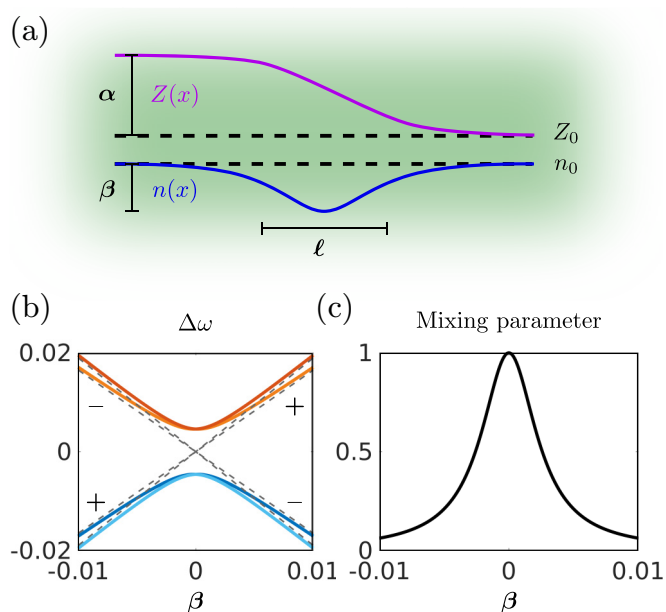 (a)
α Z(x)
Z₀
n₀
β n(x)
ℓ
(b) Δω
0.02
0
-0.02
− +
+ −
-0.01 0 0.01
β
(c) Mixing parameter
1
0.5
0
-0.01 0 0.01
β